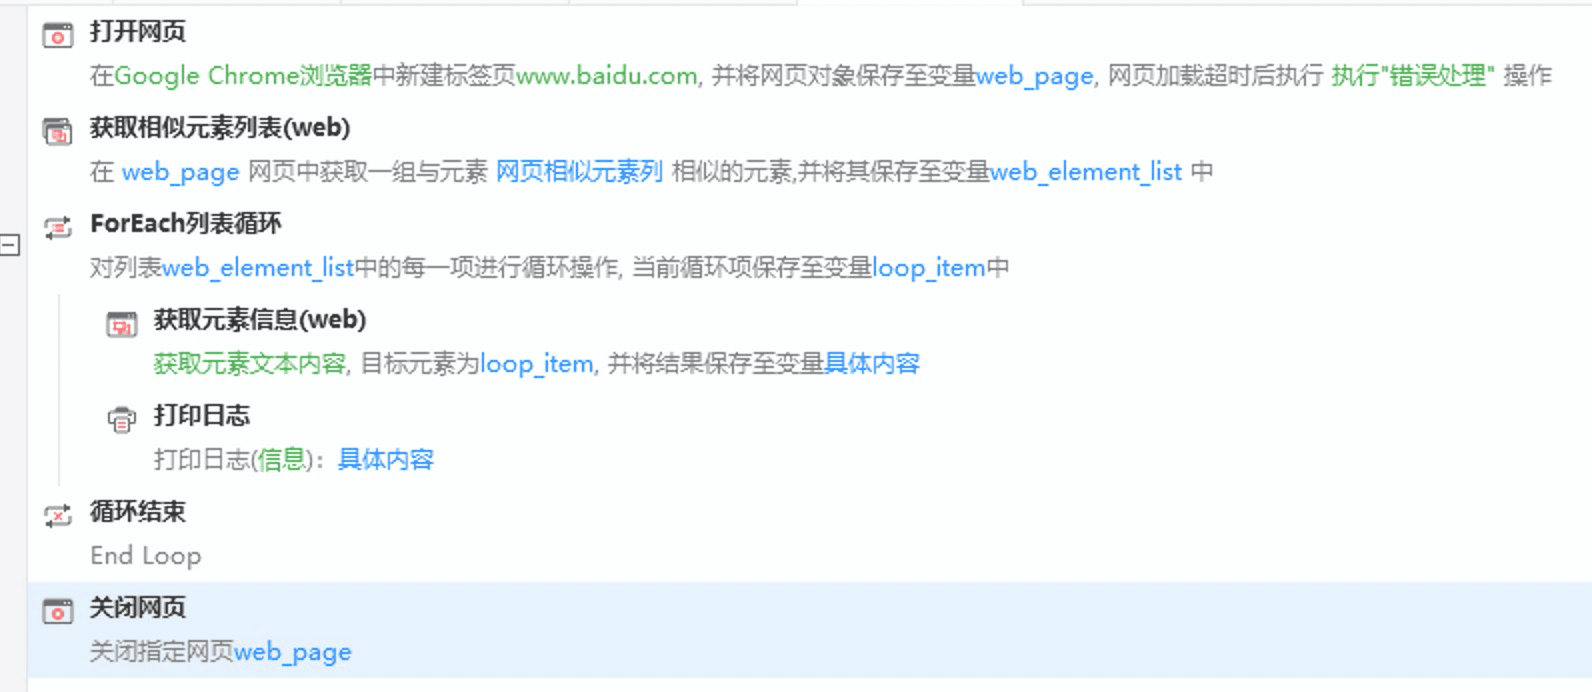 打开网页
在Google Chrome浏览器中新建标签页www.baidu.com, 并将网页对象保存至变量web_page, 网页加载超时后执行 执行"错误处理" 操作
获取相似元素列表(web)
在 web_page 网页中获取一组与元素 网页相似元素列 相似的元素,并将其保存至变量web_element_list 中
ForEach列表循环
对列表web_element_list中的每一项进行循环操作, 当前循环项保存至变量loop_item中
获取元素信息(web)
获取元素文本内容, 目标元素为loop_item, 并将结果保存至变量具体内容
打印日志
打印日志(信息)：具体内容
循环结束
End Loop
关闭网页
关闭指定网页web_page